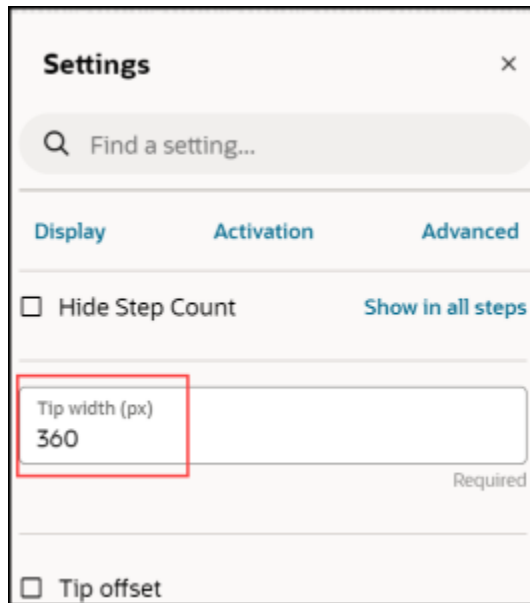 Settings
Find a setting...
Display Activation Advanced
Hide Step Count Show in all steps
Tip width (px)
360
Required
Tip offset